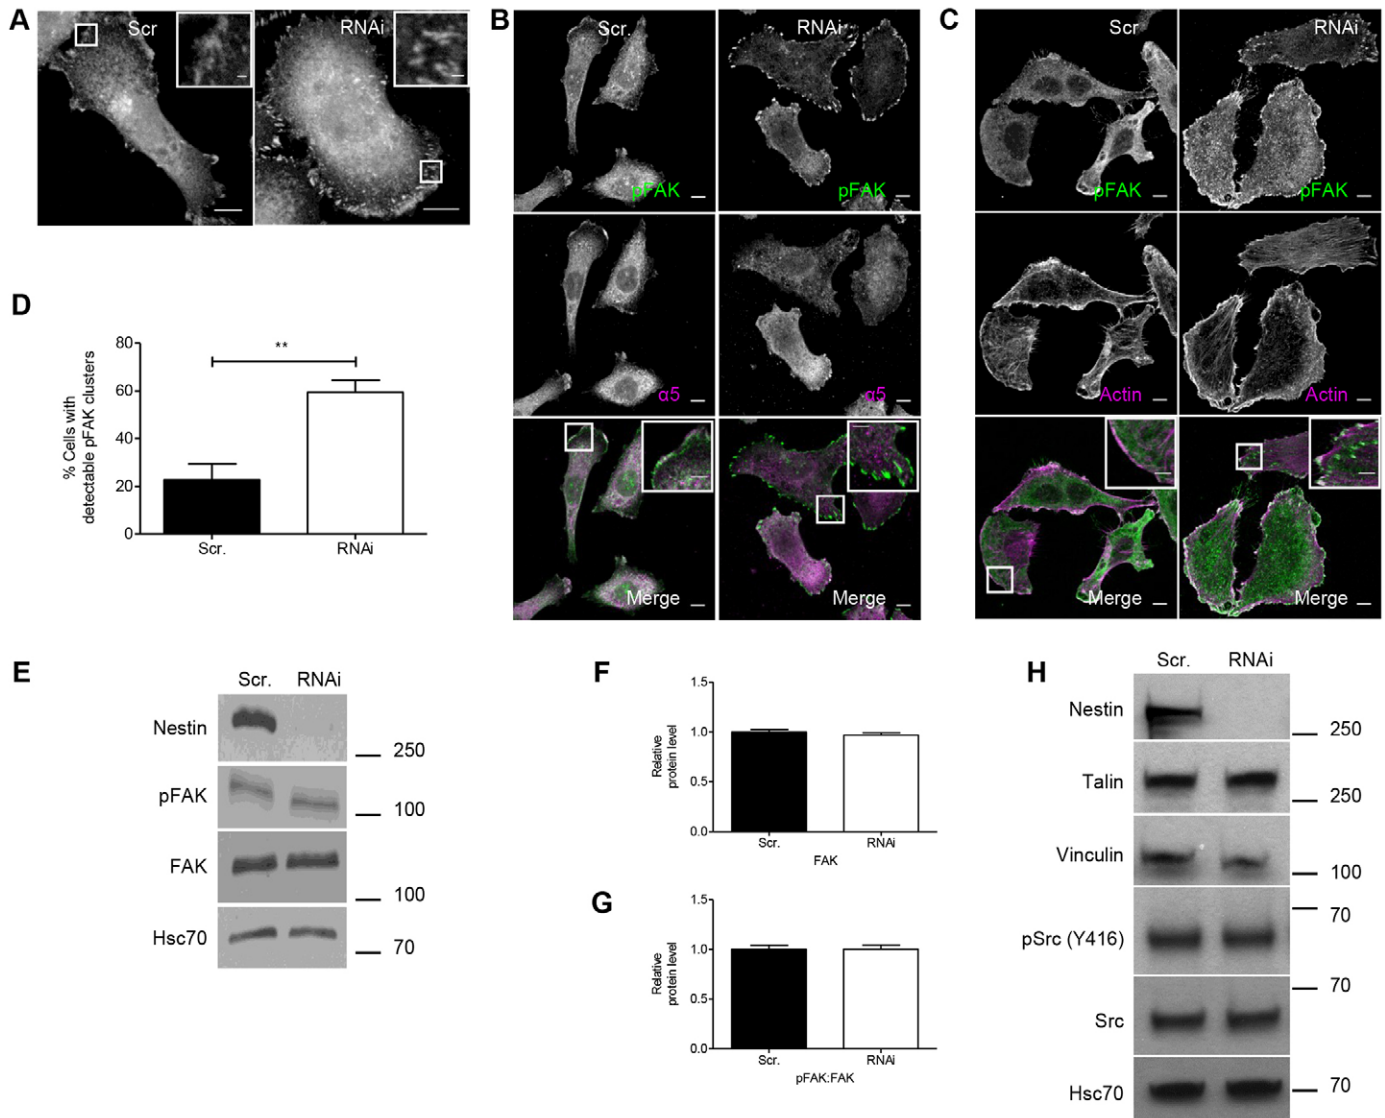 A
Scr
RNAi
B
Scr.
RNAi
pFAK
pFAK
α5
α5
Merge
Merge
C
Scr
RNAi
pFAK
pFAK
Actin
Actin
Merge
Merge
D
% Cells with
detectable pFAK clusters
80
60
40
20
0
**
Scr.
RNAi
E
Scr.
RNAi
Nestin
250
pFAK
100
FAK
100
Hsc70
70
F
Relative
protein level
1.5
1.0
0.5
0.0
Scr.
RNAi
FAK
G
Relative
protein level
1.5
1.0
0.5
0.0
Scr.
RNAi
pFAK:FAK
H
Scr.
RNAi
Nestin
250
Talin
250
Vinculin
100
70
pSrc (Y416)
70
Src
Hsc70
70